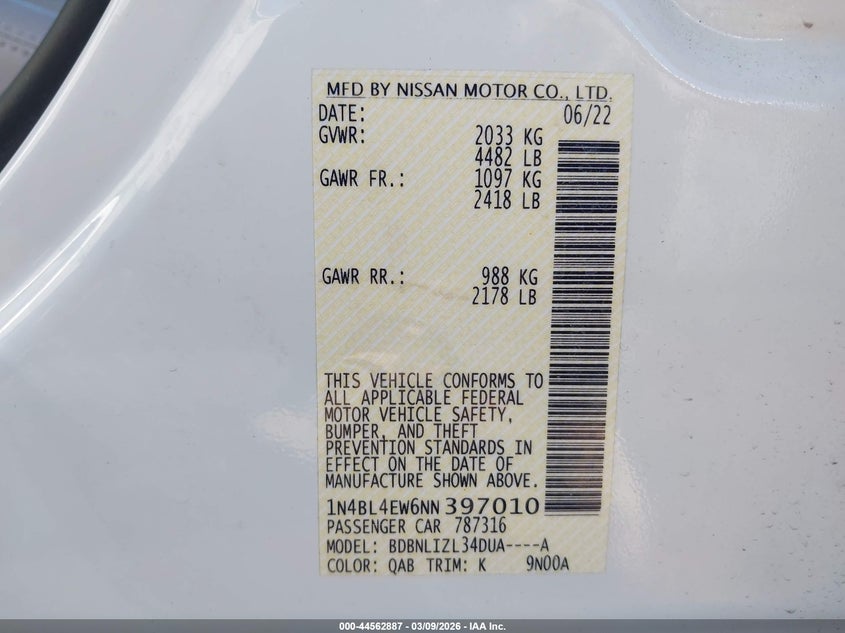 MFD BY NISSAN MOTOR CO., LTD.
DATE: 06/22
GVWR: 2033 KG
4482 LB
GAWR FR.: 1097 KG
2418 LB
GAWR RR.: 988 KG
2178 LB
THIS VEHICLE CONFORMS TO
ALL APPLICABLE FEDERAL
MOTOR VEHICLE SAFETY,
BUMPER, AND THEFT
PREVENTION STANDARDS IN
EFFECT ON THE DATE OF
MANUFACTURE SHOWN ABOVE.
1N4BL4EW6NN397010
PASSENGER CAR 787316
MODEL: BDBNLIZL34DUA----A
COLOR: QAB TRIM: K 9N00A
000-44562887 - 03/09/2026 - IAA Inc.